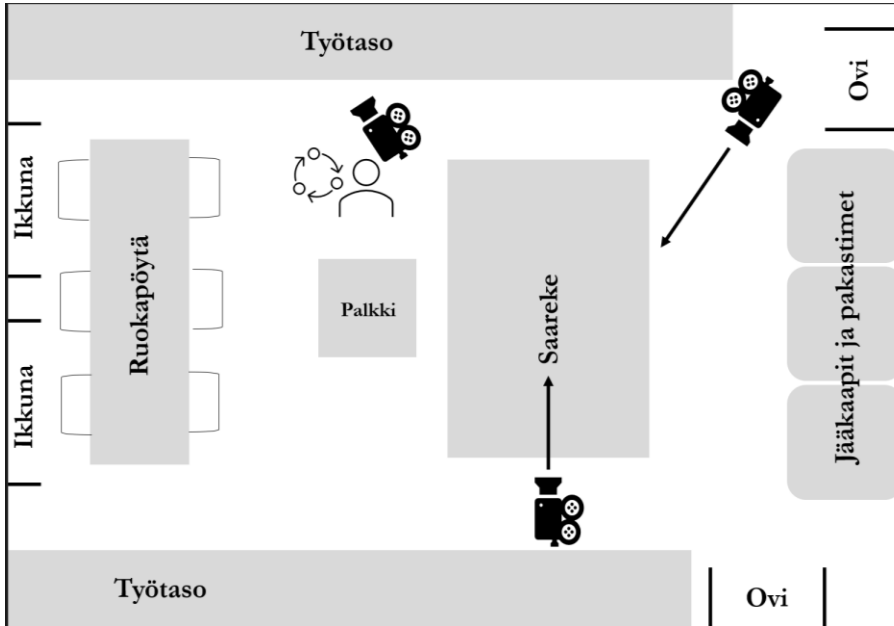 Työtaso
Ovi
Ikkuna
Ruokapöytä
Palkki
Saareke
Jääkaapit ja pakastimet
Ikkuna
Työtaso
Ovi